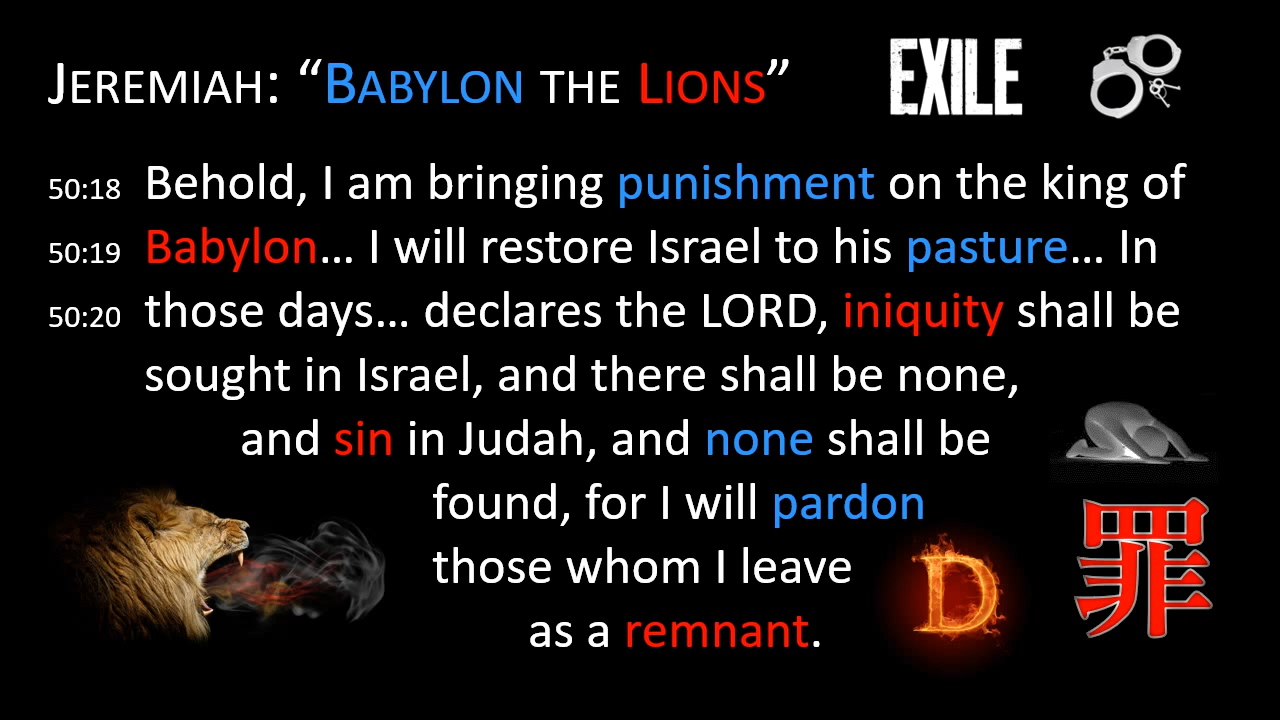 JEREMIAH: “BABYLON THE LIONS”
EXILE
50:18 Behold, I am bringing punishment on the king of
50:19 Babylon… I will restore Israel to his pasture… In
50:20 those days… declares the LORD, iniquity shall be
sought in Israel, and there shall be none,
and sin in Judah, and none shall be
found, for I will pardon
those whom I leave
as a remnant.
D
罪